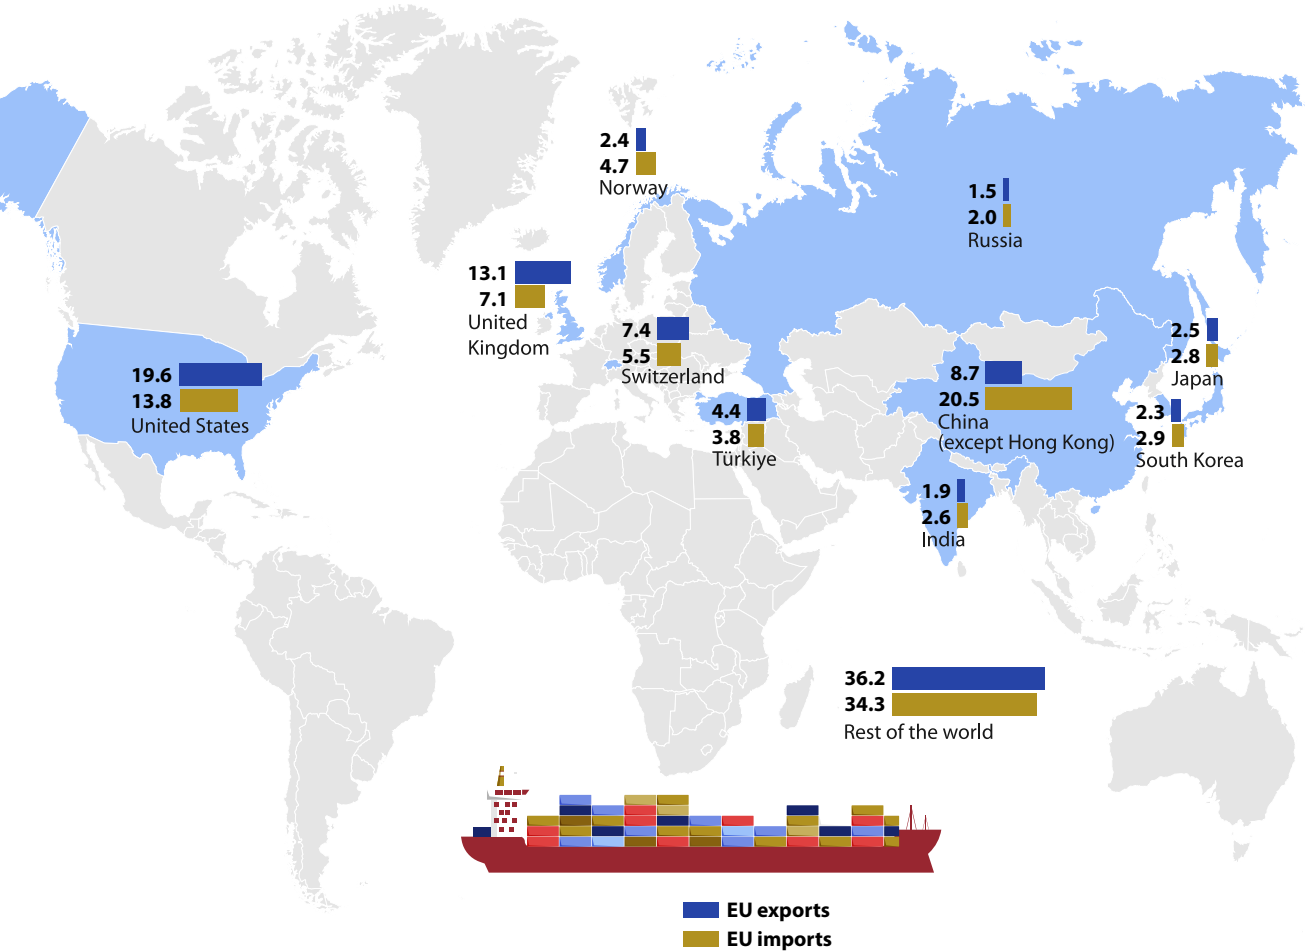 2.4
4.7
Norway
1.5
2.0
Russia
13.1
7.1
United
Kingdom
7.4
5.5
Switzerland
2.5
2.8
Japan
19.6
13.8
United States
8.7
20.5
China
(except Hong Kong)
4.4
3.8
Türkiye
2.3
2.9
South Korea
1.9
2.6
India
36.2
34.3
Rest of the world
EU exports
EU imports